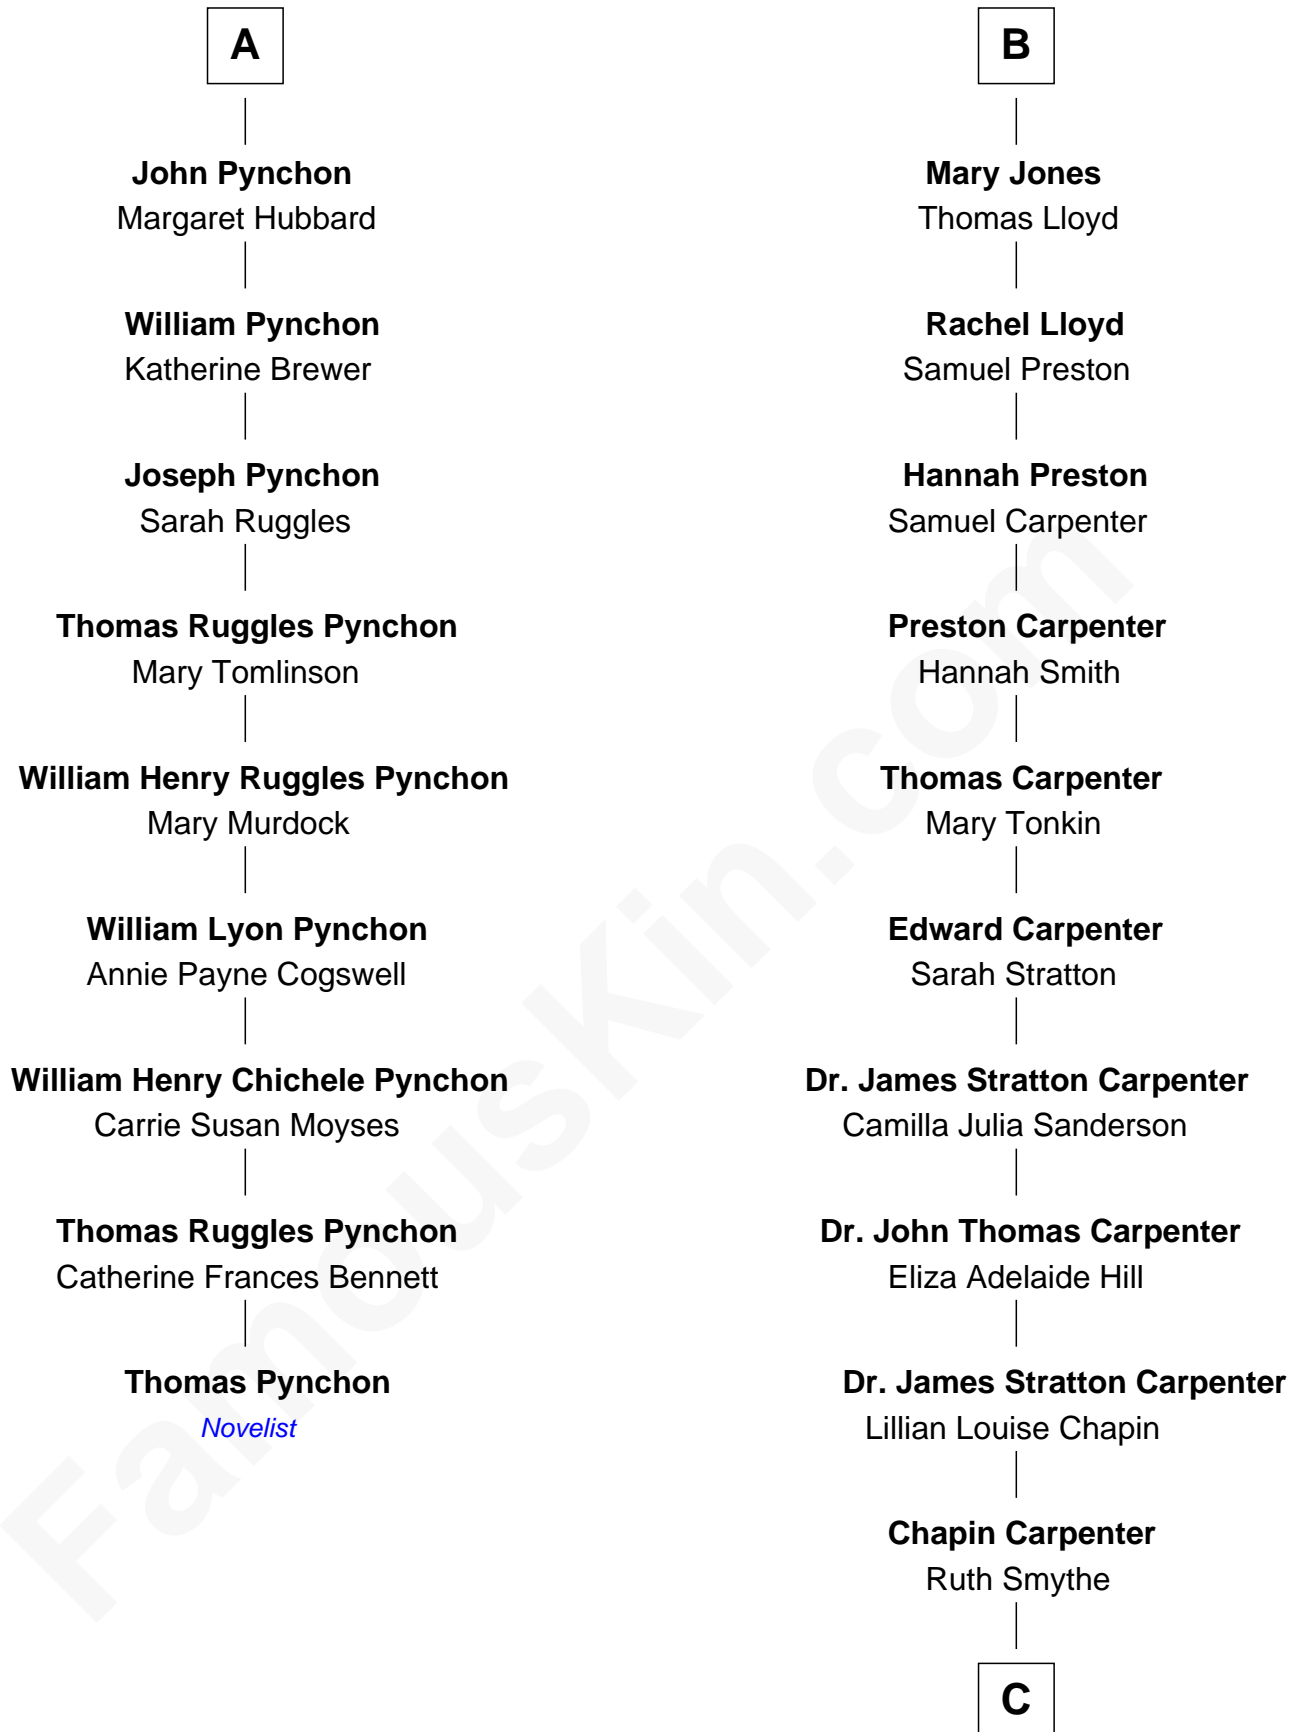 A
John Pynchon
Margaret Hubbard
William Pynchon
Katherine Brewer
Joseph Pynchon
Sarah Ruggles
Thomas Ruggles Pynchon
Mary Tomlinson
William Henry Ruggles Pynchon
Mary Murdock
William Lyon Pynchon
Annie Payne Cogswell
William Henry Chichele Pynchon
Carrie Susan Moyses
Thomas Ruggles Pynchon
Catherine Frances Bennett
Thomas Pynchon
Novelist
B
Mary Jones
Thomas Lloyd
Rachel Lloyd
Samuel Preston
Hannah Preston
Samuel Carpenter
Preston Carpenter
Hannah Smith
Thomas Carpenter
Mary Tonkin
Edward Carpenter
Sarah Stratton
Dr. James Stratton Carpenter
Camilla Julia Sanderson
Dr. John Thomas Carpenter
Eliza Adelaide Hill
Dr. James Stratton Carpenter
Lillian Louise Chapin
Chapin Carpenter
Ruth Smythe
C
FamousKin.com